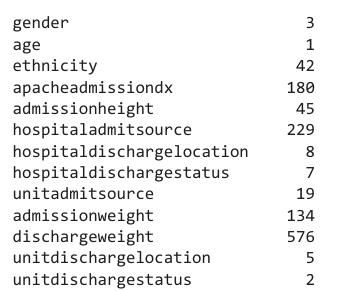 gender 3
age 1
ethnicity 42
apacheadmissiondx 180
admissionheight 45
hospitaladmitsource 229
hospitaldischargelocation 8
hospitaldischargestatus 7
unitadmitsource 19
admissionweight 134
dischargeweight 576
unitdischargelocation 5
unitdischargestatus 2